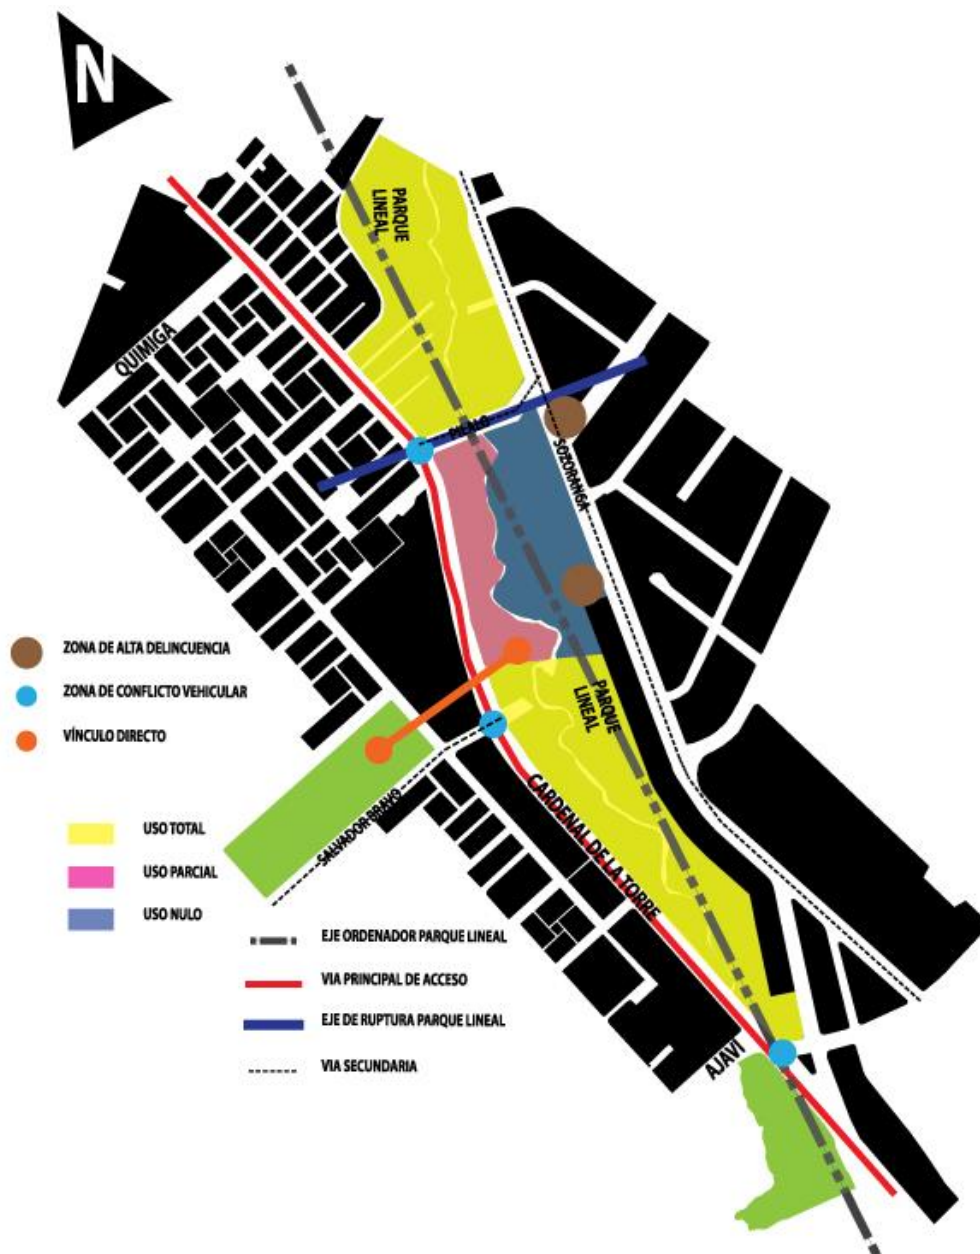 N
PARQUE
LINEAL
QUIMIGA
PILALO
SOZORANGA
ZONA DE ALTA DELINCUENCIA
ZONA DE CONFLICTO VEHICULAR
VÍNCULO DIRECTO
PARQUE
LINEAL
SALVADOR BRAVO
CARDENAL DE LA TORRE
USO TOTAL
USO PARCIAL
USO NULO
EJE ORDENADOR PARQUE LINEAL
VIA PRINCIPAL DE ACCESO
EJE DE RUPTURA PARQUE LINEAL
VIA SECUNDARIA
AJAVI